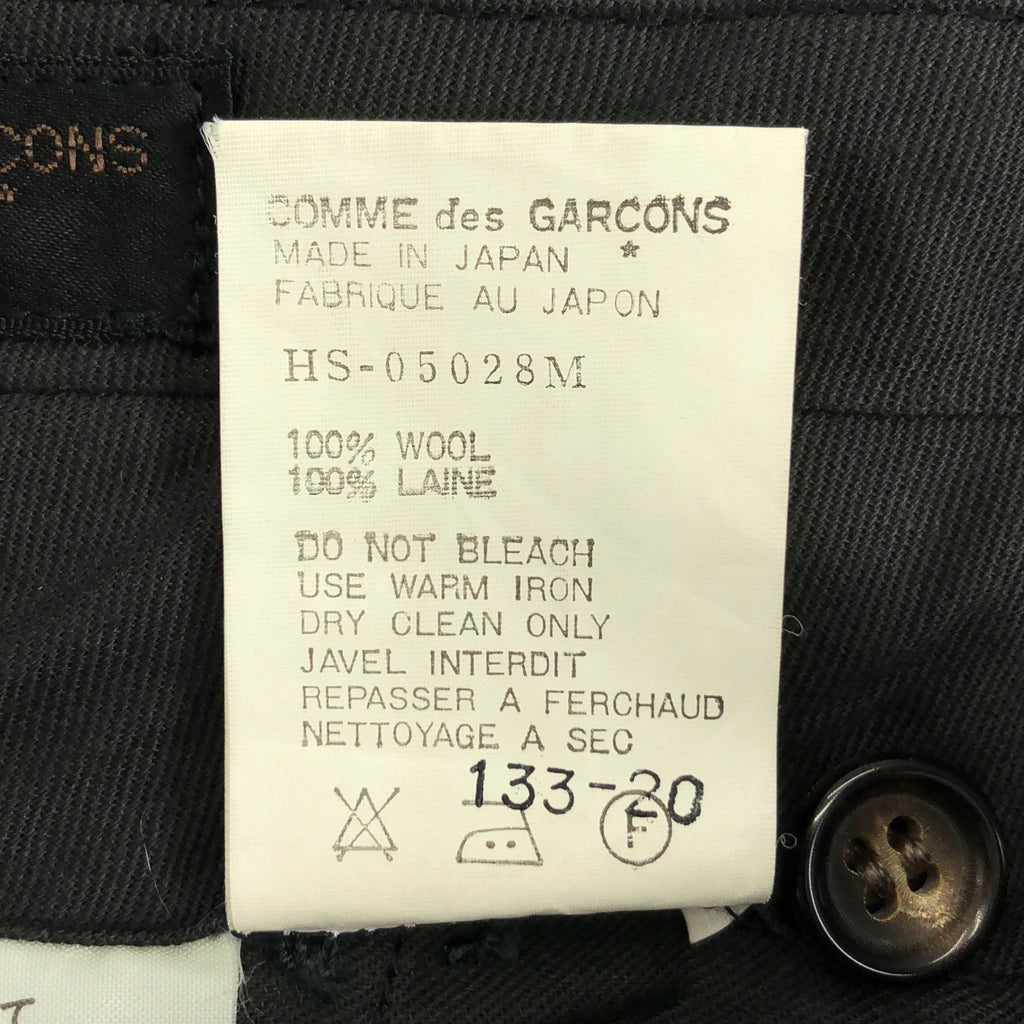 COMME des GARCONS
MADE IN JAPAN *
FABRIQUE AU JAPON
HS-05028M
100% WOOL
100% LAINE
DO NOT BLEACH
USE WARM IRON
DRY CLEAN ONLY
JAVEL INTERDIT
REPASSER A FERCHAUD
NETTOYAGE A SEC
133-20
F